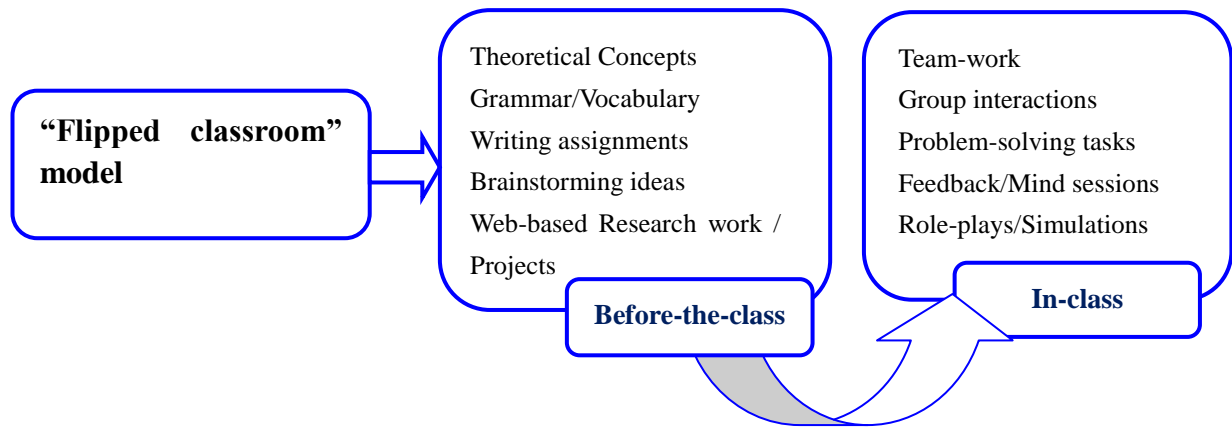 “Flipped classroom”
model
Theoretical Concepts
Grammar/Vocabulary
Writing assignments
Brainstorming ideas
Web-based Research work /
Projects
Before-the-class
Team-work
Group interactions
Problem-solving tasks
Feedback/Mind sessions
Role-plays/Simulations
In-class